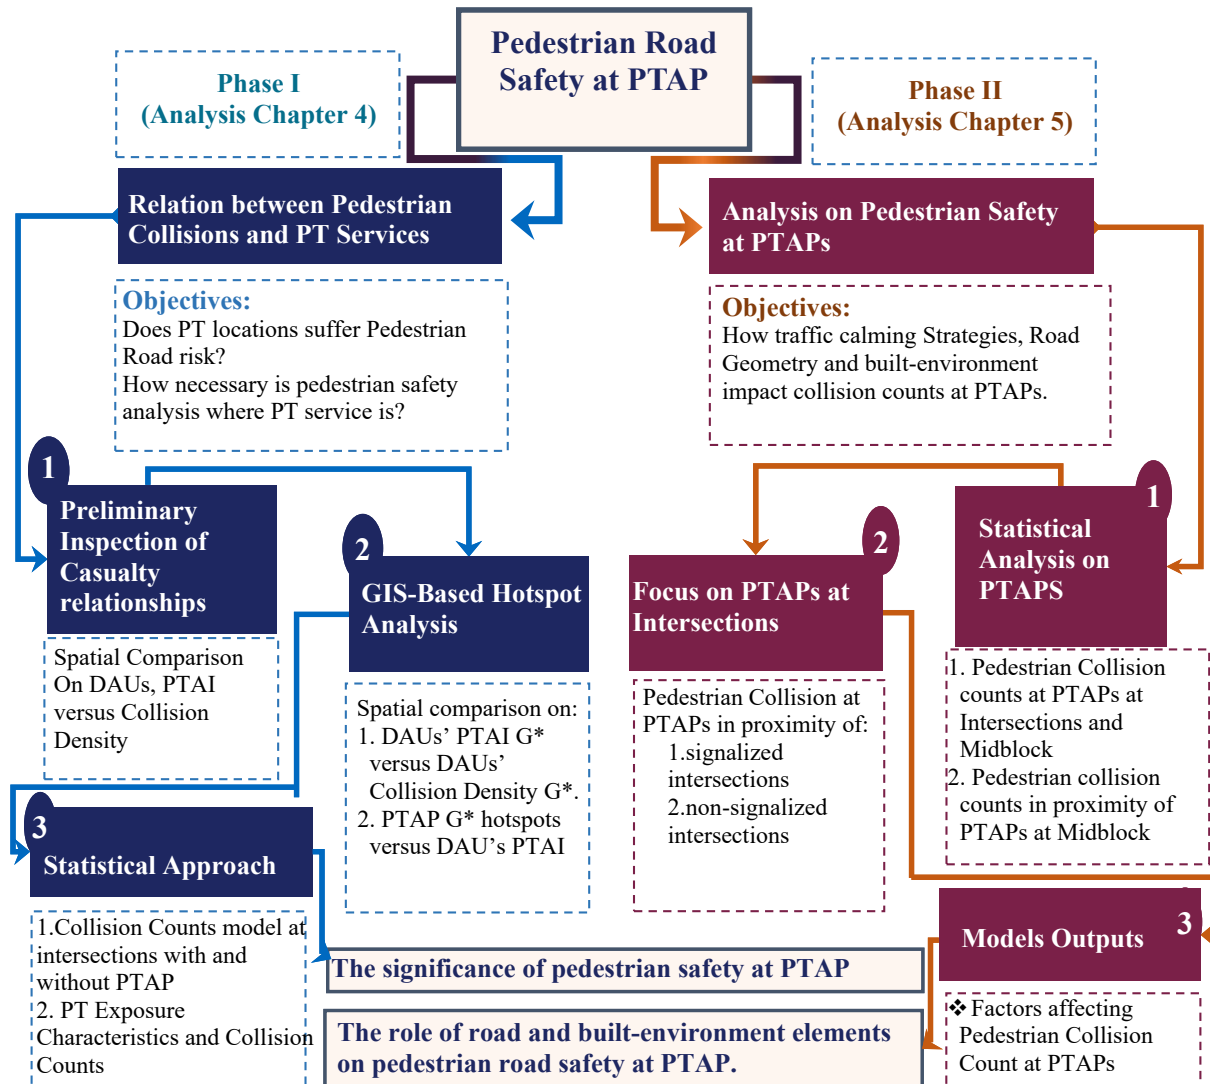 Pedestrian Road
Safety at PTAP
Phase I
(Analysis Chapter 4)
Phase II
(Analysis Chapter 5)
Relation between Pedestrian
Collisions and PT Services
Objectives:
Does PT locations suffer Pedestrian
Road risk?
How necessary is pedestrian safety
analysis where PT service is?
Analysis on Pedestrian Safety
at PTAPs
Objectives:
How traffic calming Strategies, Road
Geometry and built-environment
impact collision counts at PTAPs.
1
Preliminary
Inspection of
Casualty
relationships
Spatial Comparison
On DAUs, PTAI
versus Collision
Density
2
GIS-Based Hotspot
Analysis
Spatial comparison on:
1. DAUs' PTAI G*
versus DAUs'
Collision Density G*.
2. PTAP G* hotspots
versus DAU's PTAI
2
Focus on PTAPs at
Intersections
Pedestrian Collision at
PTAPs in proximity of:
1.signalized
intersections
2.non-signalized
intersections
1
Statistical
Analysis on
PTAPS
1. Pedestrian Collision
counts at PTAPs at
Intersections and
Midblock
2. Pedestrian collision
counts in proximity of
PTAPs at Midblock
3
Statistical Approach
1.Collision Counts model at
intersections with and
without PTAP
2. PT Exposure
Characteristics and Collision
Counts
The significance of pedestrian safety at PTAP
The role of road and built-environment elements
on pedestrian road safety at PTAP.
3
Models Outputs
❖ Factors affecting
Pedestrian Collision
Count at PTAPs